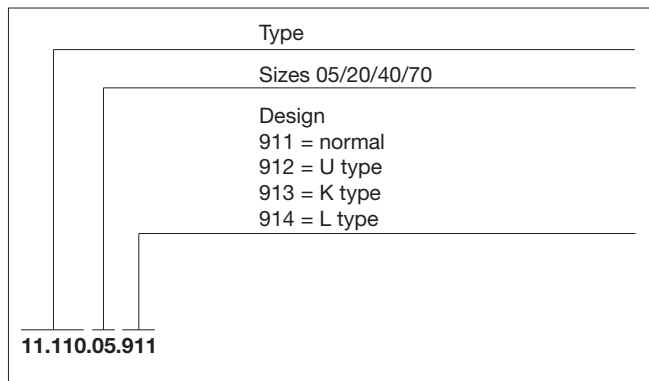 Type
Sizes 05/20/40/70
Design
911 = normal
912 = U type
913 = K type
914 = L type
11.110.05.911